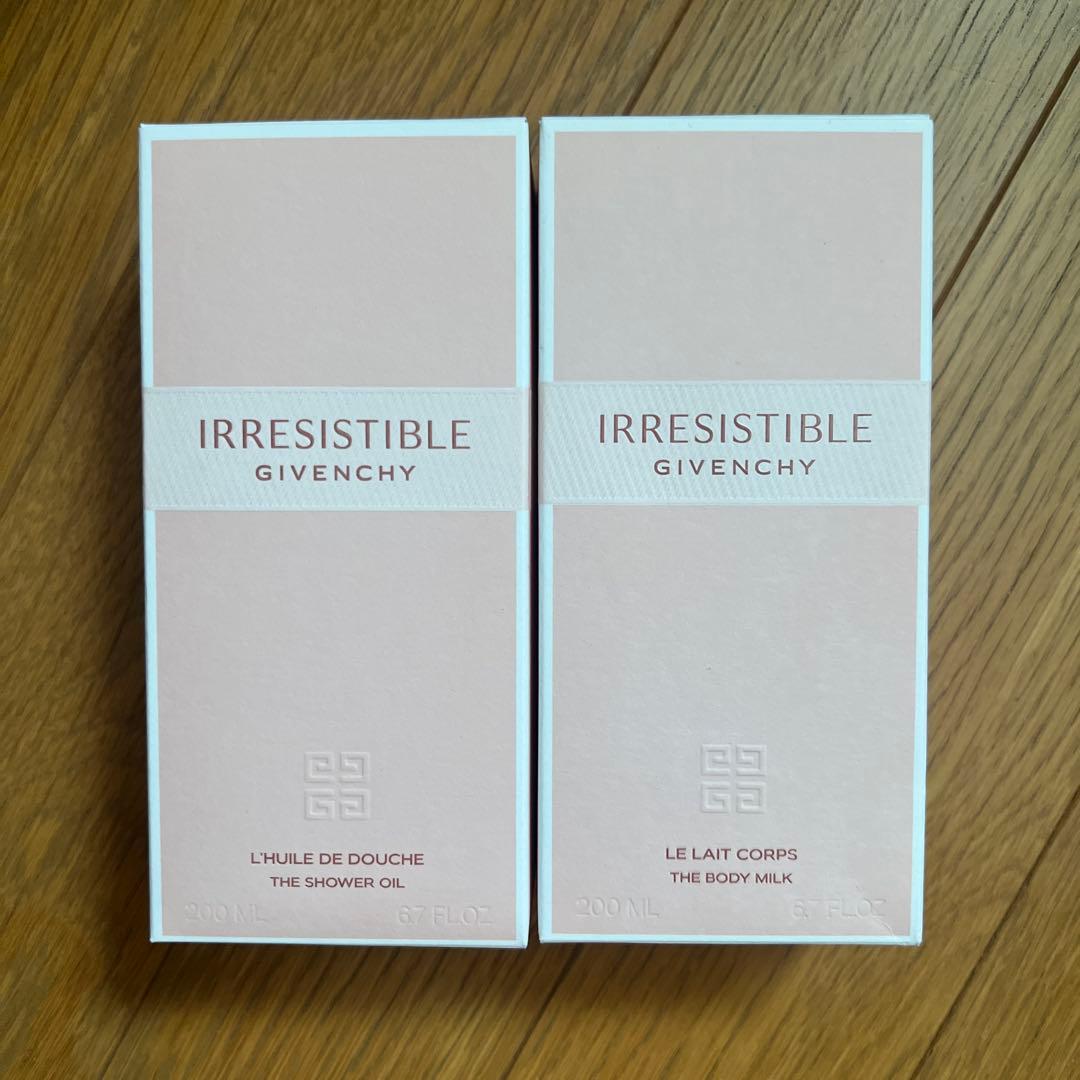 IRRESISTIBLE
GIVENCHY
L'HUILE DE DOUCHE
THE SHOWER OIL
200 ML 6.7 FL.OZ
IRRESISTIBLE
GIVENCHY
LE LAIT CORPS
THE BODY MILK
200 ML 6.7 FL.OZ